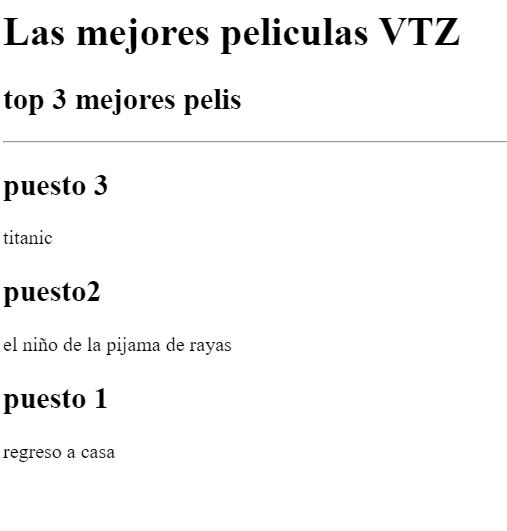 Las mejores peliculas VTZ
top 3 mejores pelis
puesto 3
titanic
puesto2
el niño de la pijama de rayas
puesto 1
regreso a casa